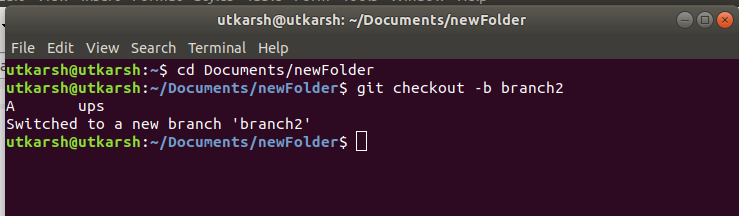 utkarsh@utkarsh: ~/Documents/newFolder
File Edit View Search Terminal Help
utkarsh@utkarsh:~$ cd Documents/newFolder
utkarsh@utkarsh:~/Documents/newFolder$ git checkout -b branch2
A       ups
Switched to a new branch 'branch2'
utkarsh@utkarsh:~/Documents/newFolder$